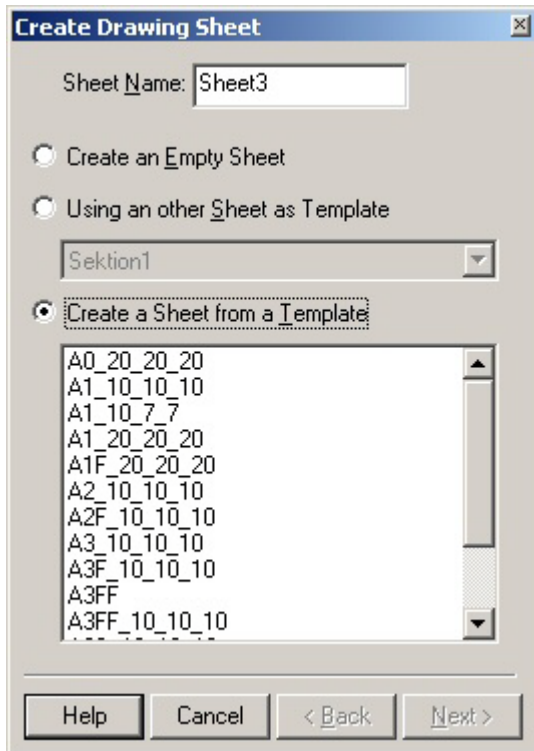 Create Drawing Sheet
Sheet Name: Sheet3
Create an Empty Sheet
Using an other Sheet as Template
Sektion1
Create a Sheet from a Template
A0_20_20_20
A1_10_10_10
A1_10_7_7
A1_20_20_20
A1F_20_20_20
A2_10_10_10
A2F_10_10_10
A3_10_10_10
A3F_10_10_10
A3FF
A3FF_10_10_10
Help Cancel < Back Next >